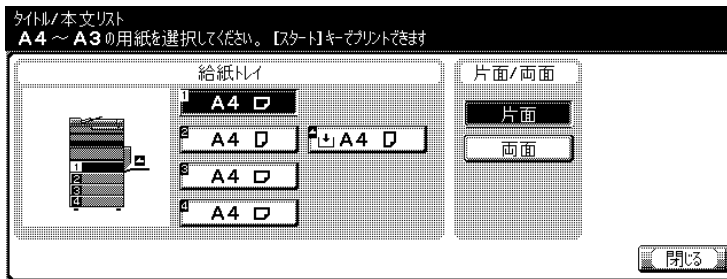 ﾀｲﾄﾙ/本文ﾘｽﾄ
A4～A3の用紙を選択してください。【ｽﾀｰﾄ】ｷｰでﾌﾟﾘﾝﾄできます
給紙ﾄﾚｲ
片面/両面
1 A4
片面
2 A4
A4
両面
3 A4
4 A4
1
2
3
4
閉じる